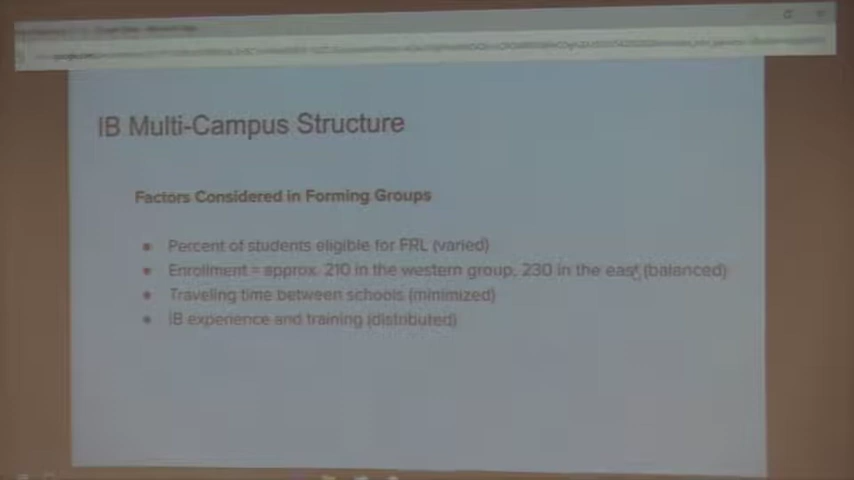 IB Multi-Campus Structure
Factors Considered in Forming Groups
• Percent of students eligible for FRL (varied)
• Enrollment = approx. 210 in the western group, 230 in the east (balanced)
• Traveling time between schools (minimized)
• IB experience and training (distributed)